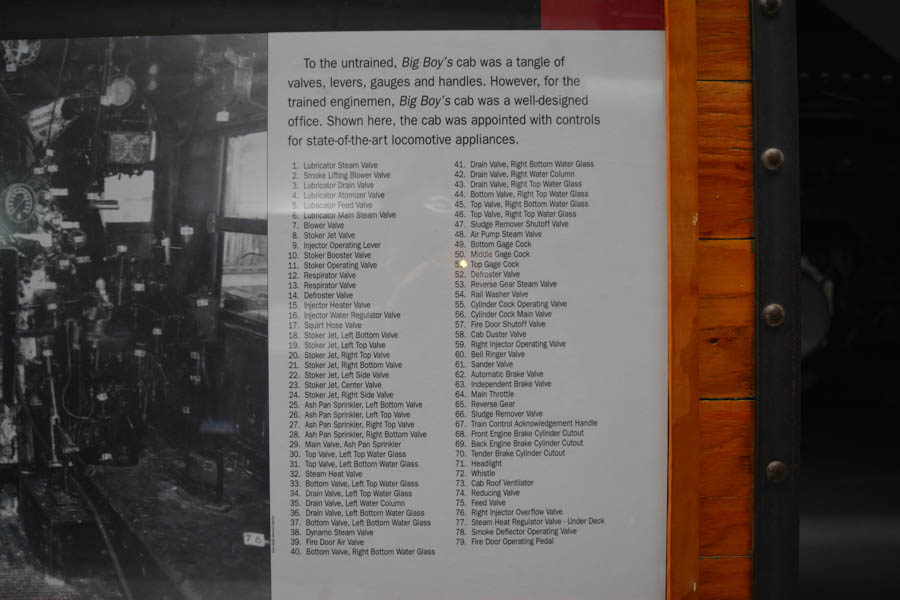 To the untrained, Big Boy's cab was a tangle of
valves, levers, gauges and handles. However, for the
trained enginemen, Big Boy's cab was a well-designed
office. Shown here, the cab was appointed with controls
for state-of-the-art locomotive appliances.
1. Lubricator Steam Valve
2. Smoke Lifting Blower Valve
3. Lubricator Drain Valve
4. Lubricator Atomizer Valve
5. Lubricator Feed Valve
6. Lubricator Main Steam Valve
7. Blower Valve
8. Stoker Jet Valve
9. Injector Operating Lever
10. Stoker Booster Valve
11. Stoker Operating Valve
12. Respirator Valve
13. Respirator Valve
14. Defroster Valve
15. Injector Heater Valve
16. Injector Water Regulator Valve
17. Squirt Hose Valve
18. Stoker Jet, Left Bottom Valve
19. Stoker Jet, Left Top Valve
20. Stoker Jet, Right Top Valve
21. Stoker Jet, Right Bottom Valve
22. Stoker Jet, Left Side Valve
23. Stoker Jet, Center Valve
24. Stoker Jet, Right Side Valve
25. Ash Pan Sprinkler, Left Bottom Valve
26. Ash Pan Sprinkler, Left Top Valve
27. Ash Pan Sprinkler, Right Top Valve
28. Ash Pan Sprinkler, Right Bottom Valve
29. Main Valve, Ash Pan Sprinkler
30. Top Valve, Left Top Water Glass
31. Top Valve, Left Bottom Water Glass
32. Steam Heat Valve
33. Bottom Valve, Left Top Water Glass
34. Drain Valve, Left Top Water Glass
35. Drain Valve, Left Water Column
36. Drain Valve, Left Bottom Water Glass
37. Bottom Valve, Left Bottom Water Glass
38. Dynamo Steam Valve
39. Fire Door Air Valve
40. Bottom Valve, Right Bottom Water Glass
41. Drain Valve, Right Bottom Water Glass
42. Drain Valve, Right Water Column
43. Drain Valve, Right Top Water Glass
44. Bottom Valve, Right Top Water Glass
45. Top Valve, Right Bottom Water Glass
46. Top Valve, Right Top Water Glass
47. Sludge Remover Shutoff Valve
48. Air Pump Steam Valve
49. Bottom Gage Cock
50. Middle Gage Cock
Top Gage Cock
52. Defroster Valve
53. Reverse Gear Steam Valve
54. Rail Washer Valve
55. Cylinder Cock Operating Valve
56. Cylinder Cock Main Valve
57. Fire Door Shutoff Valve
58. Cab Duster Valve
59. Right Injector Operating Valve
60. Bell Ringer Valve
61. Sander Valve
62. Automatic Brake Valve
63. Independent Brake Valve
64. Main Throttle
65. Reverse Gear
66. Sludge Remover Valve
67. Train Control Acknowledgement Handle
68. Front Engine Brake Cylinder Cutout
69. Back Engine Brake Cylinder Cutout
70. Tender Brake Cylinder Cutout
71. Headlight
72. Whistle
73. Cab Roof Ventilator
74. Reducing Valve
75. Feed Valve
76. Right Injector Overflow Valve
77. Steam Heat Regulator Valve - Under Deck
78. Smoke Deflector Operating Valve
79. Fire Door Operating Pedal
76